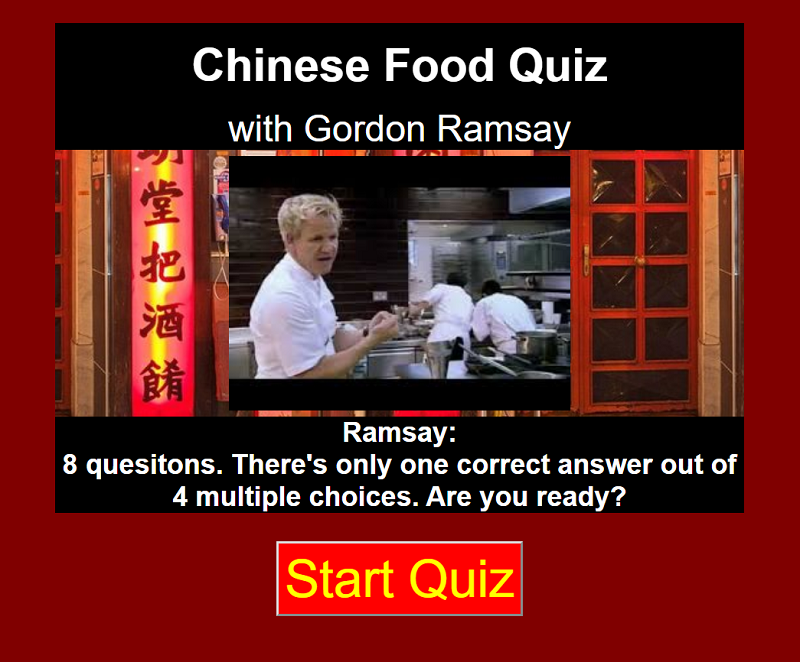 Chinese Food Quiz
with Gordon Ramsay
堂
把
酒
餚
Ramsay:
8 quesitons. There's only one correct answer out of
4 multiple choices. Are you ready?
Start Quiz